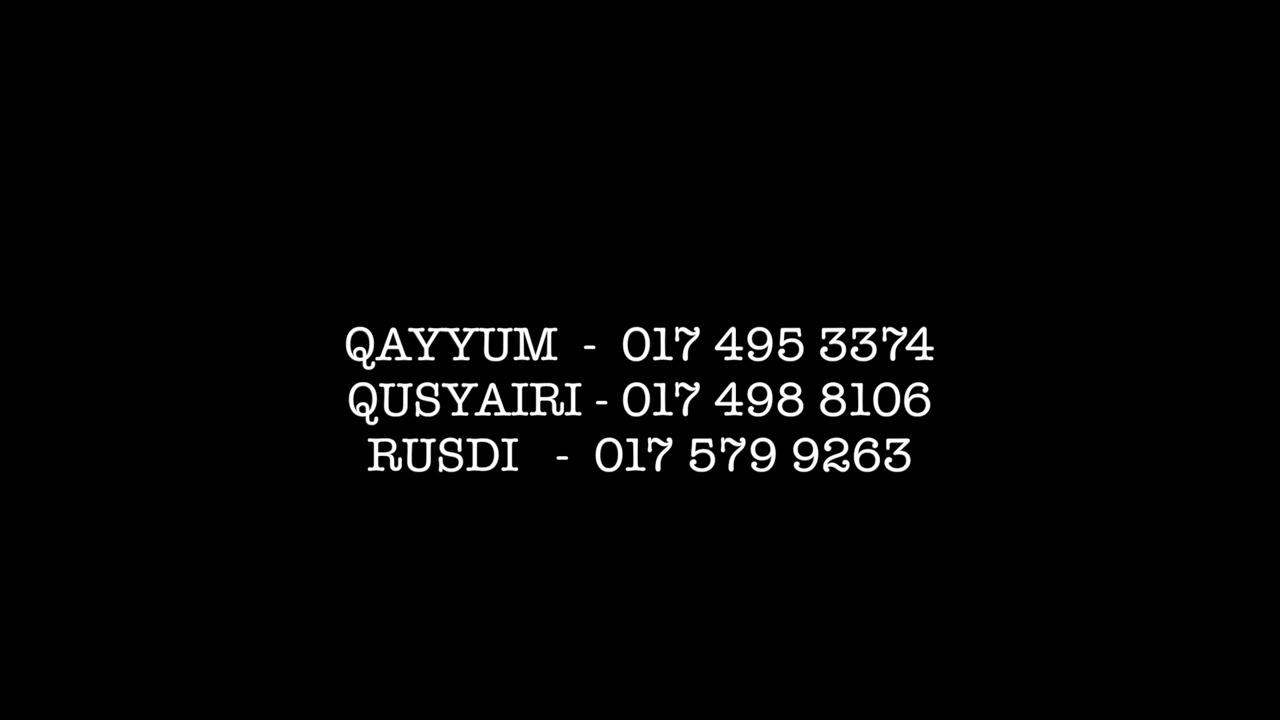 QAYYUM - 017 495 3374
QUSYAIRI - 017 498 8106
RUSDI - 017 579 9263